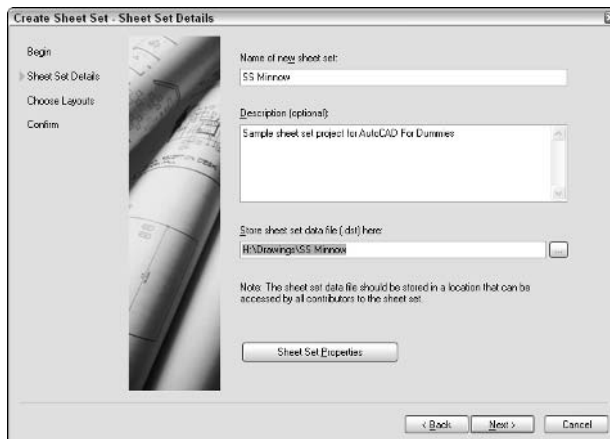 Create Sheet Set - Sheet Set Details
Begin
Sheet Set Details
Choose Layouts
Confirm
Name of new sheet set:
SS Minnow
Description (optional):
Sample sheet set project for AutoCAD For Dummies
Store sheet set data file (.dst) here:
H:\Drawings\SS Minnow
...
Note: The sheet set data file should be stored in a location that can be
accessed by all contributors to the sheet set.
Sheet Set Properties
< Back
Next >
Cancel